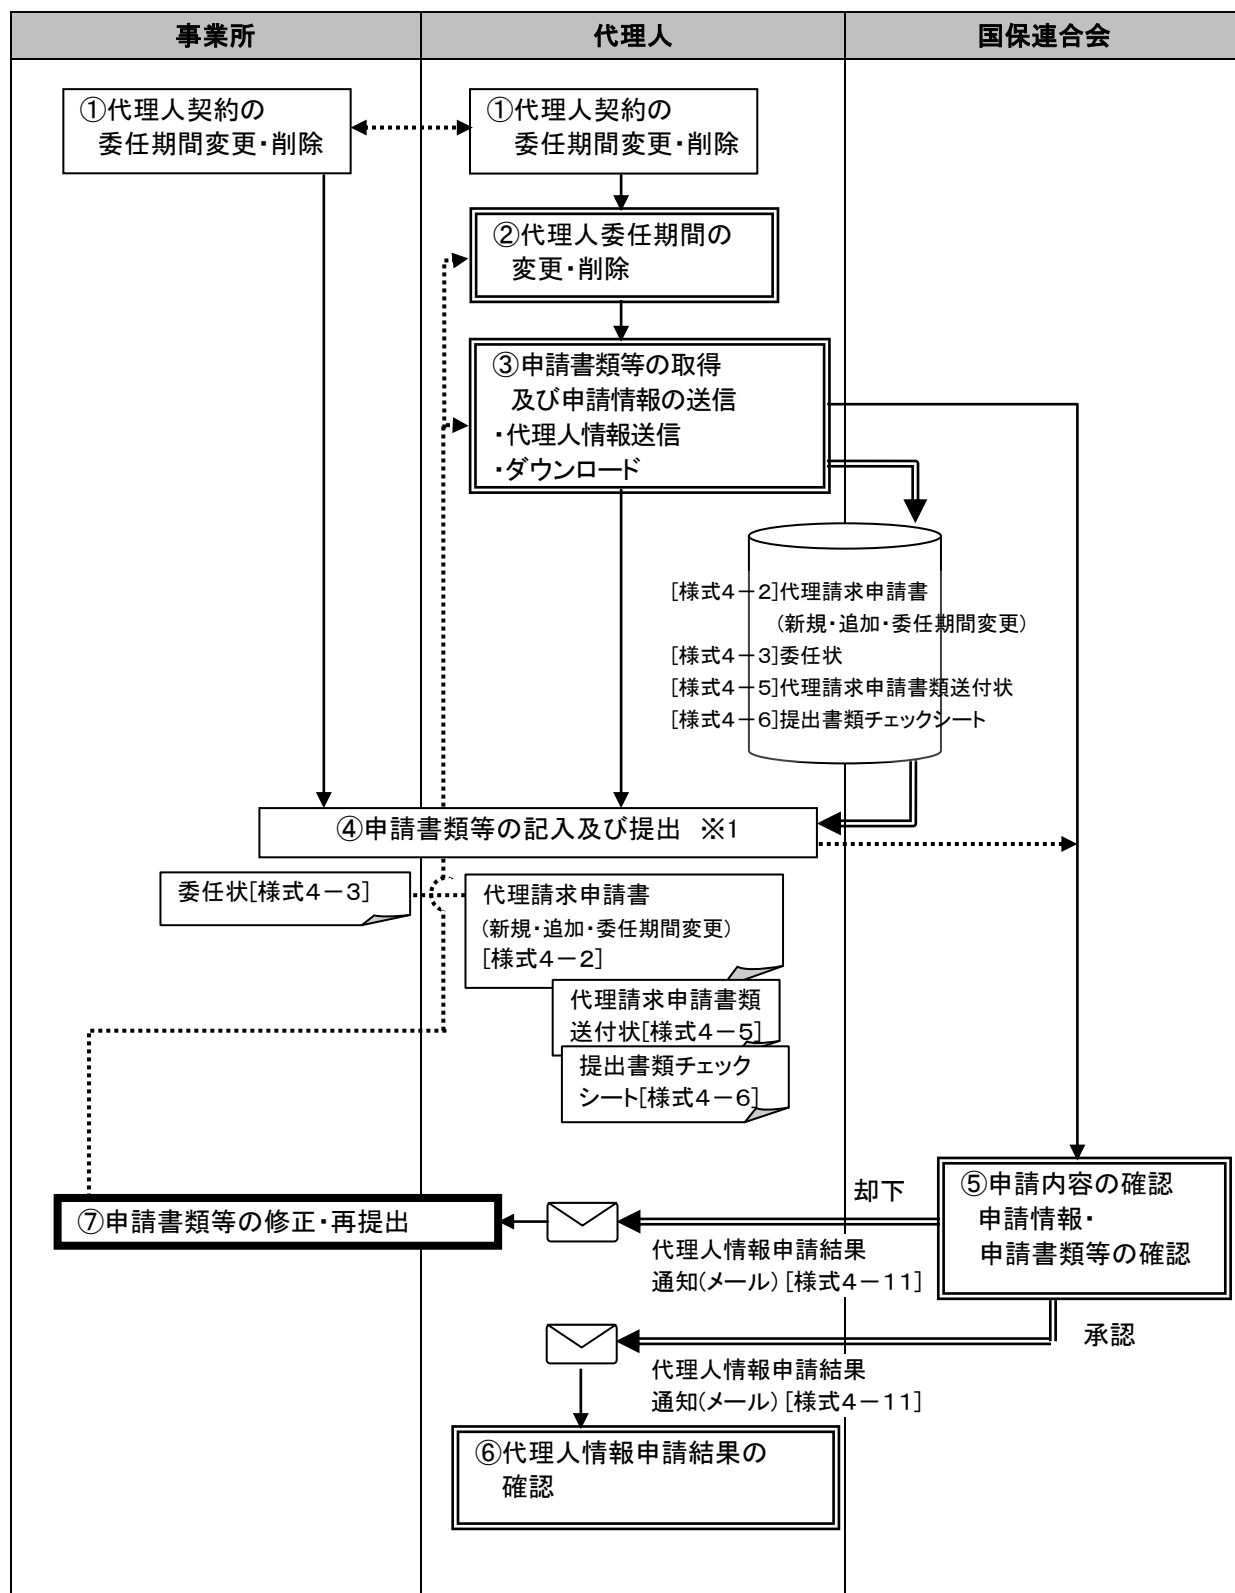 事業所
代理人
国保連合会
①代理人契約の
委任期間変更・削除
①代理人契約の
委任期間変更・削除
②代理人委任期間の
変更・削除
③申請書類等の取得
及び申請情報の送信
・代理人情報送信
・ダウンロード
[様式4-2]代理請求申請書
(新規・追加・委任期間変更)
[様式4-3]委任状
[様式4-5]代理請求申請書類送付状
[様式4-6]提出書類チェックシート
④申請書類等の記入及び提出 ※1
委任状[様式4-3]
代理請求申請書
(新規・追加・委任期間変更)
[様式4-2]
代理請求申請書類
送付状[様式4-5]
提出書類チェック
シート[様式4-6]
⑤申請内容の確認
申請情報・
申請書類等の確認
却下
⑦申請書類等の修正・再提出
代理人情報申請結果
通知(メール)[様式4-11]
承認
代理人情報申請結果
通知(メール)[様式4-11]
⑥代理人情報申請結果の
確認